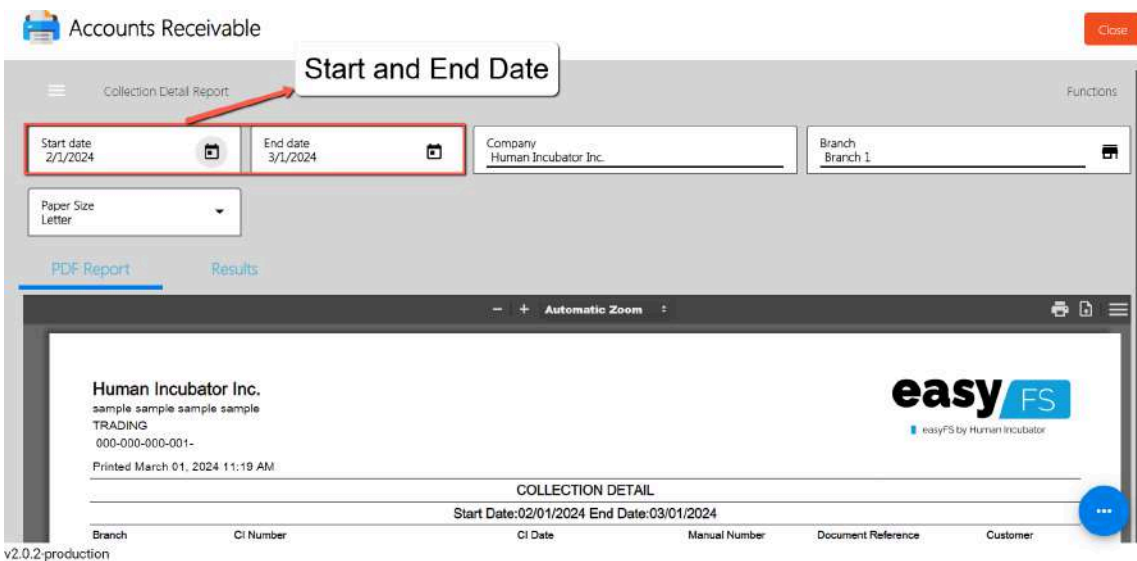 Accounts Receivable
Close
Start and End Date
Collection Detail Report
Functions
Start date
2/1/2024
End date
3/1/2024
Company
Human Incubator Inc.
Branch
Branch 1
Paper Size
Letter
PDF Report
Results
− + Automatic Zoom
Human Incubator Inc.
sample sample sample sample
TRADING
000-000-000-001-
Printed March 01, 2024 11:19 AM
easyFS
easyFS by Human Incubator
COLLECTION DETAIL
Start Date:02/01/2024 End Date:03/01/2024
Branch CI Number CI Date Manual Number Document Reference Customer
v2.0.2-production